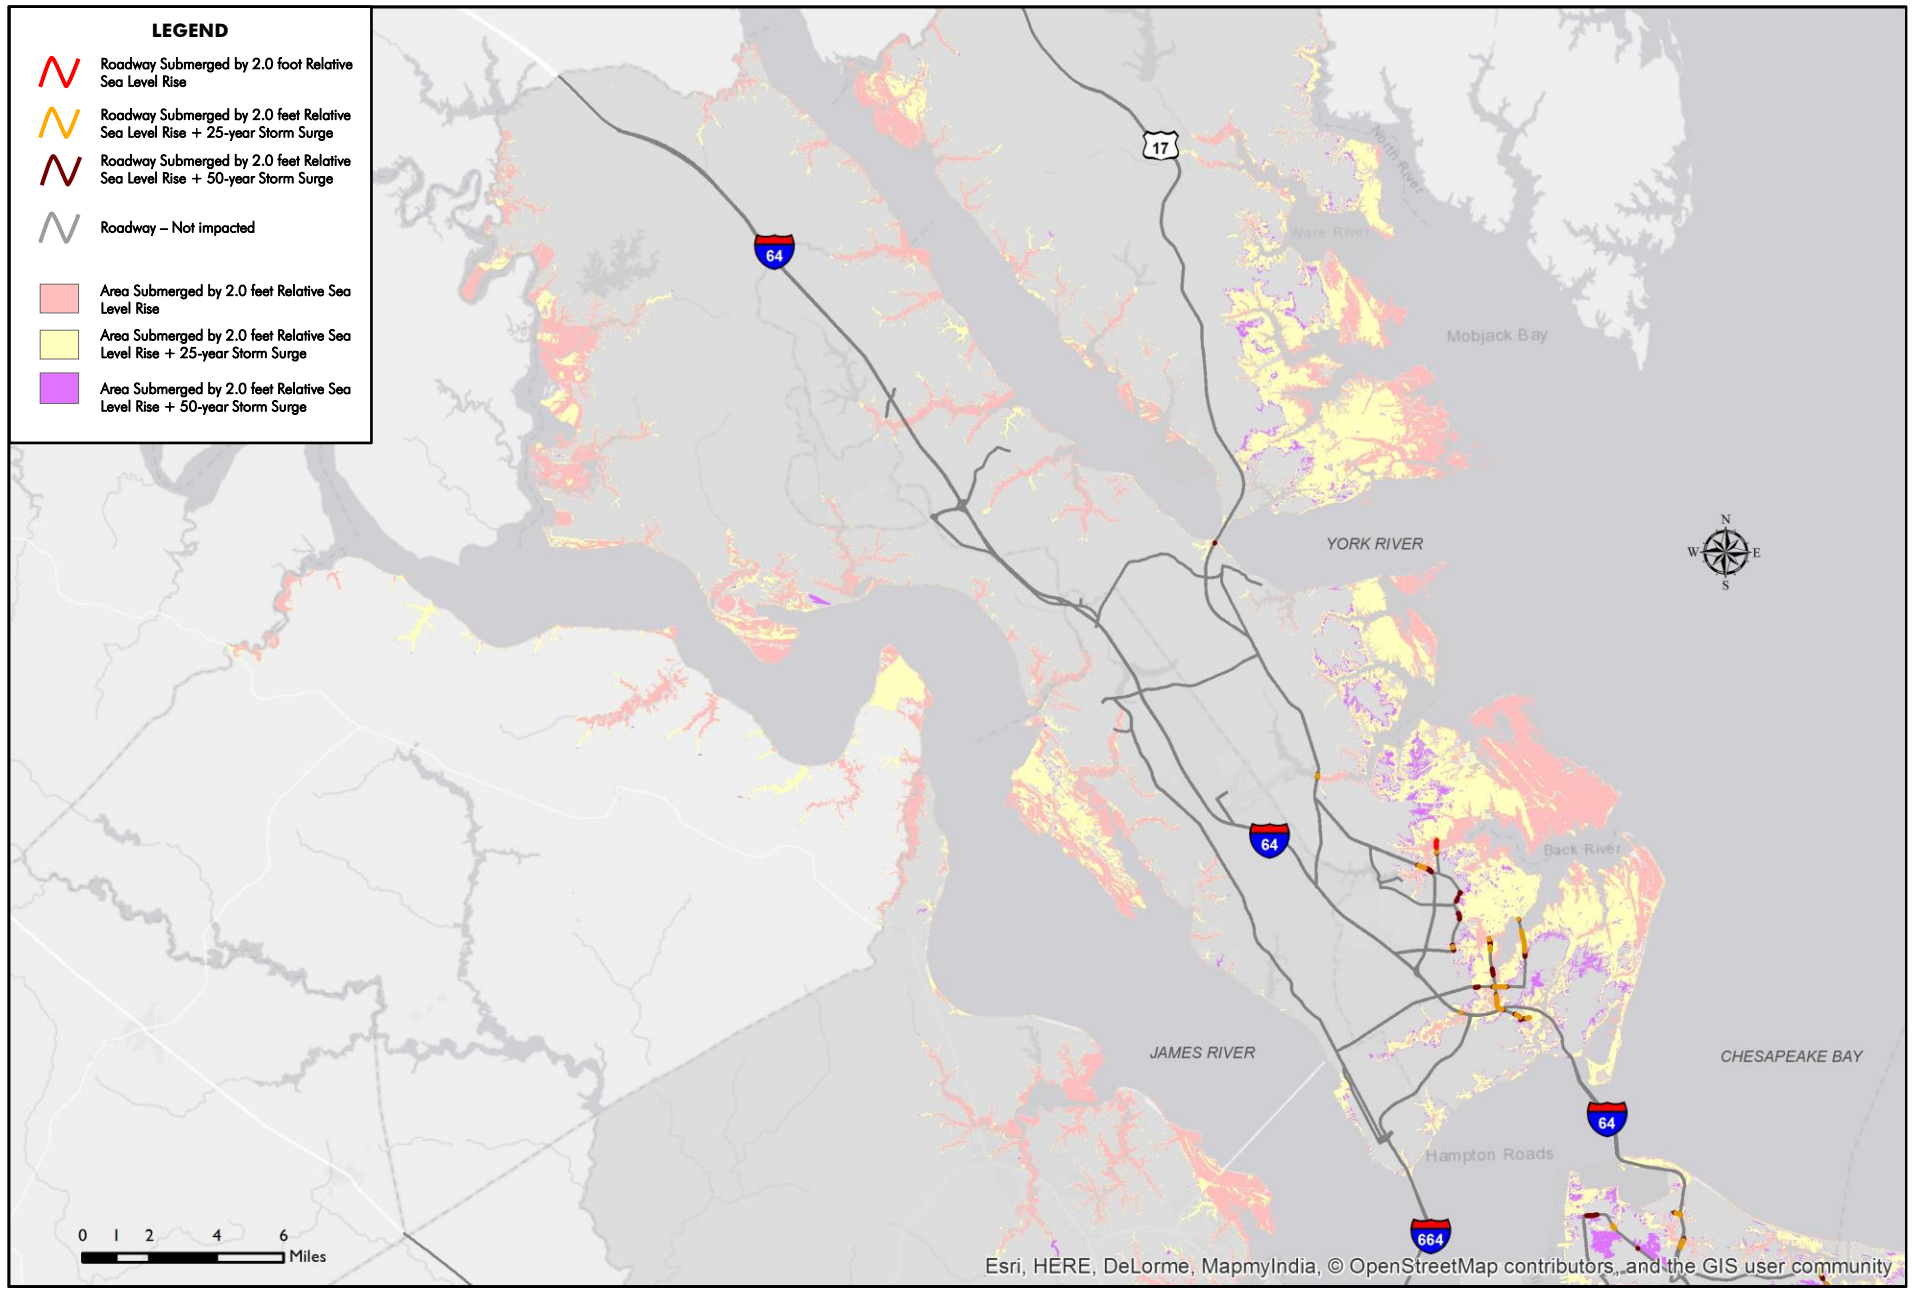 LEGEND
Roadway Submerged by 2.0 foot Relative
Sea Level Rise
Roadway Submerged by 2.0 feet Relative
Sea Level Rise + 25-year Storm Surge
Roadway Submerged by 2.0 feet Relative
Sea Level Rise + 50-year Storm Surge
Roadway – Not impacted
Area Submerged by 2.0 feet Relative Sea
Level Rise
Area Submerged by 2.0 feet Relative Sea
Level Rise + 25-year Storm Surge
Area Submerged by 2.0 feet Relative Sea
Level Rise + 50-year Storm Surge
17
North River
Ware River
64
Mobjack Bay
N
W E
S
YORK RIVER
64
Back River
JAMES RIVER
CHESAPEAKE BAY
64
Hampton Roads
664
0 1 2 4 6
Miles
Esri, HERE, DeLorme, MapmyIndia, © OpenStreetMap contributors, and the GIS user community